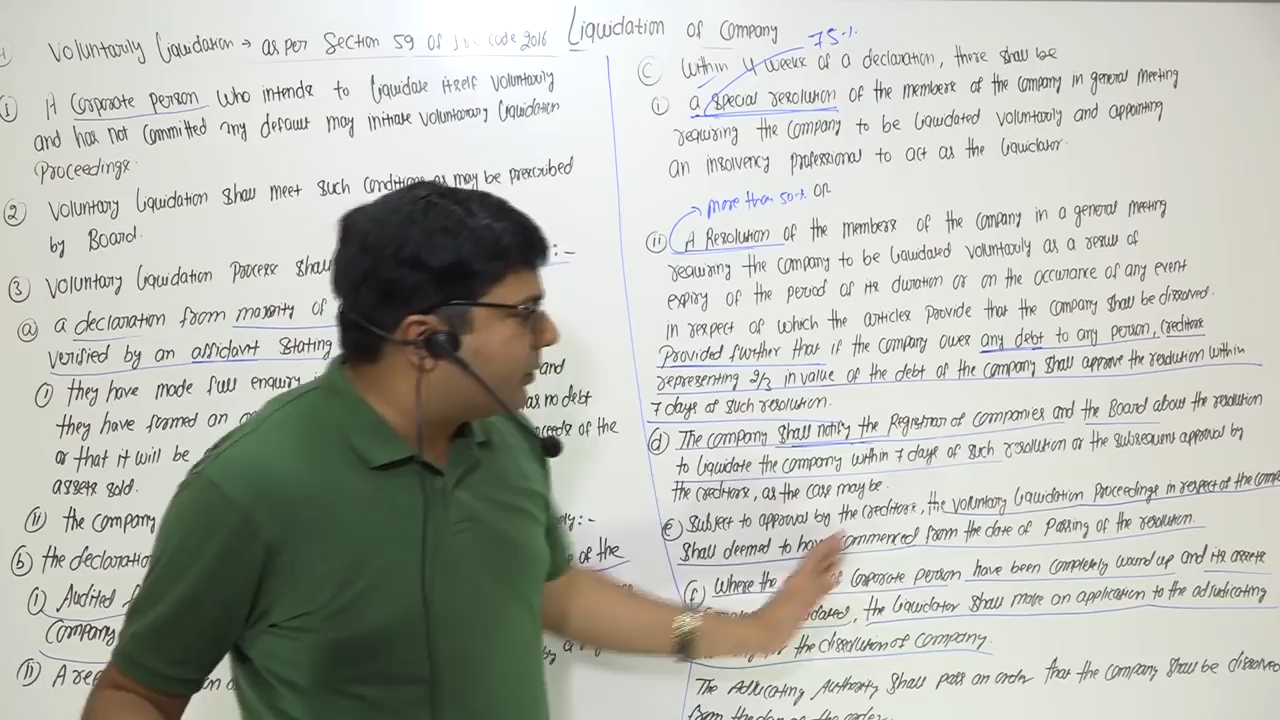 Liquidation of Company
Voluntarily Liquidation → as per Section 59 of Code 2016
① A Corporate person who intends to liquidate itself voluntarily
and has not committed any default may initiate voluntarary liquidation
Proceedings.
② Voluntary liquidation shall meet such conditions as may be prescribed
by Board.
③ Voluntary liquidation Process shall :-
ⓐ a declaration from majority of
verified by an affidavit stating
ⓘ they have made full enquiry and
they have formed an as no debt
or that it will be of the
assets sold.
ⓘⓘ the company ly:-
ⓑ the declaration of the
ⓘ Audited
Company
ⓘⓘ A by a
75%
ⓒ Within 4 weeks of a declaration, there shall be
ⓘ a special resolution of the members of the company in general meeting
requiring the company to be liquidated voluntarily and appointing
an insolvency professional to act as the liquidator.
more than 50% OR
ⓘⓘ A Resolution of the members of the company in a general meeting
requiring the company to be liquidated voluntarily as a result of
expiry of the period of its duration or on the occurance of any event
in respect of which the articles provide that the company shall be dissolved.
Provided further that if the company owes any debt to any person, creditors
representing 2/3 in value of the debt of the company shall approve the resolution within
7 days of such resolution.
ⓓ The company shall notify the Registrar of companies and the Board about the resolution
to liquidate the company within 7 days of such resolution or the subsequent approval by
the creditors, as the case may be.
ⓔ Subject to approval by the creditors, the voluntary liquidation Proceedings in respect of the
shall deemed to have commenced from the date of Passing of the resolution.
ⓕ Where the of corporate person have been completely wound up and its assets
the liquidator shall make an application to the adjudicating
the dissolution of company.
The Authority shall pass an order that the company shall be dissolved
from the of the order